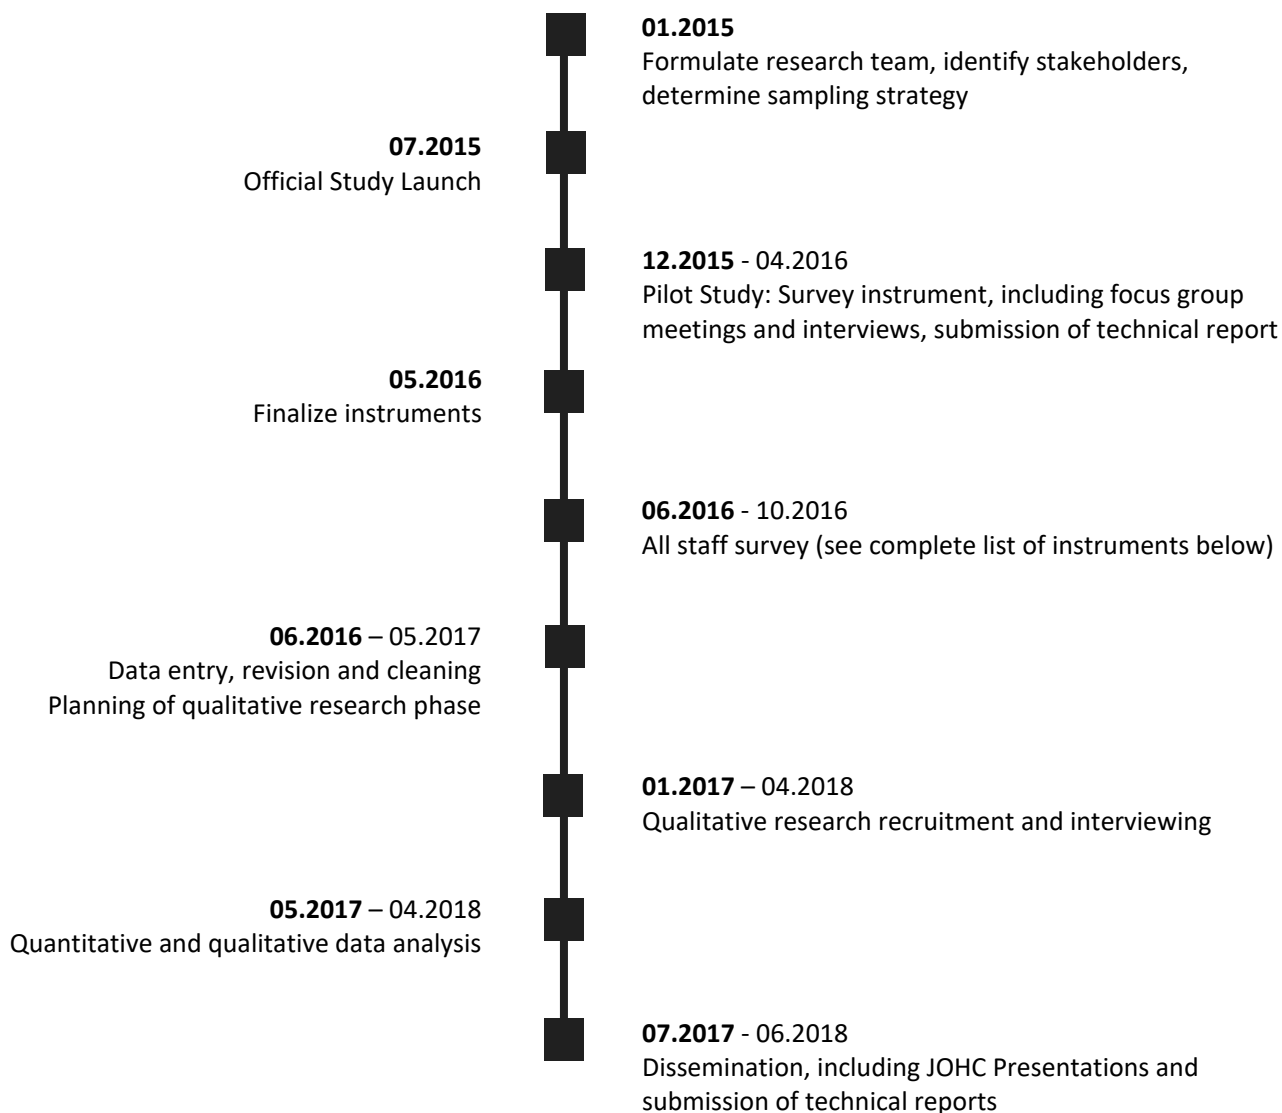 01.2015
Formulate research team, identify stakeholders,
determine sampling strategy
07.2015
Official Study Launch
12.2015 - 04.2016
Pilot Study: Survey instrument, including focus group
meetings and interviews, submission of technical report
05.2016
Finalize instruments
06.2016 - 10.2016
All staff survey (see complete list of instruments below)
06.2016 – 05.2017
Data entry, revision and cleaning
Planning of qualitative research phase
01.2017 – 04.2018
Qualitative research recruitment and interviewing
05.2017 – 04.2018
Quantitative and qualitative data analysis
07.2017 - 06.2018
Dissemination, including JOHC Presentations and
submission of technical reports